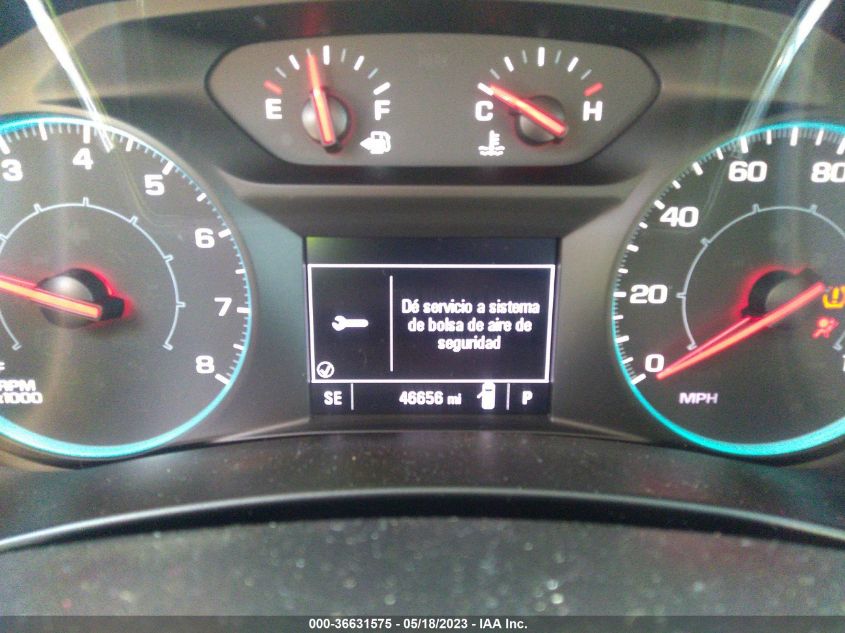 E F
C H
3 4 5 6 7 8
RPM
x1000
0 20 40 60 80
MPH
Dé servicio a sistema
de bolsa de aire de
seguridad
SE 46656 mi P
000-36631575 - 05/18/2023 - IAA Inc.